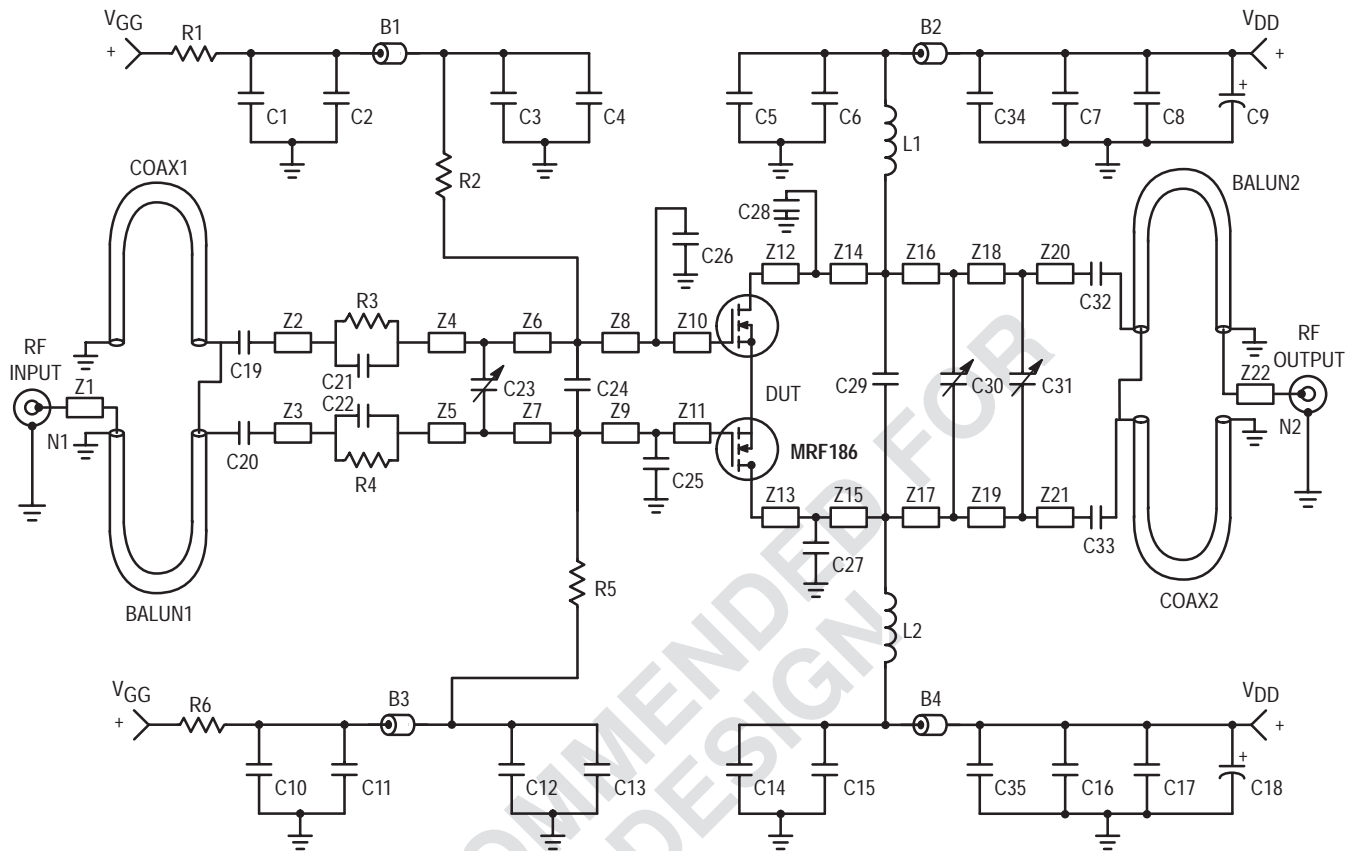 VGG
+
R1
B1
B2
VDD
+
C1
C2
C3
C4
C5
C6
C34
C7
C8
+
C9
L1
COAX1
R2
BALUN2
C28
C26
Z12
Z14
Z16
Z18
Z20
C32
R3
RF
INPUT
Z2
Z4
Z6
Z8
Z10
RF
OUTPUT
Z1
C19
C21
C22
C23
C24
DUT
C29
C30
C31
Z22
N1
Z3
Z5
Z7
Z9
Z11
N2
C20
R4
C25
MRF186
Z13
Z15
Z17
Z19
Z21
C27
C33
BALUN1
R5
COAX2
L2
VGG
+
R6
B3
B4
VDD
+
C10
C11
C12
C13
C14
C15
C35
C16
C17
+
C18
OMMENDED FOR
DESIGN